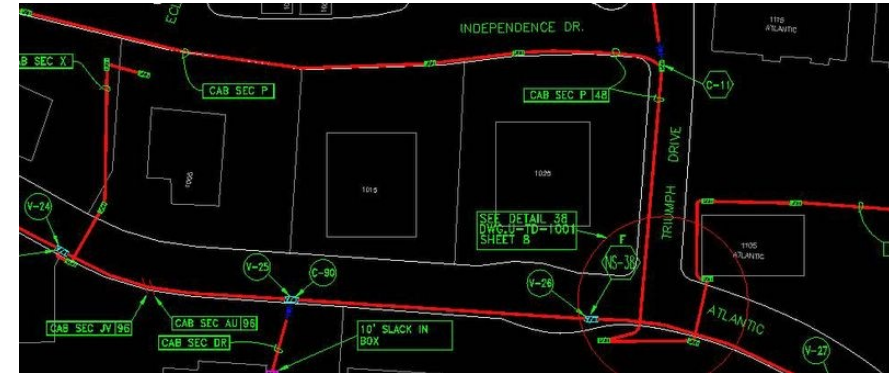 ECL
INDEPENDENCE DR.
1115
ATLANTIC
AB SEC X
CAB SEC P
CAB SEC P 48
C-11
1005
1015
1025
TRIUMPH DRIVE
V-24
SEE DETAIL 38
DWG.U-TD-1001
SHEET B
F
NS-38
1105
ATLANTIC
V-25
C-90
V-26
ATLANTIC
CAB SEC JV 96
CAB SEC AU 96
CAB SEC DR
10' SLACK IN
BOX
V-27